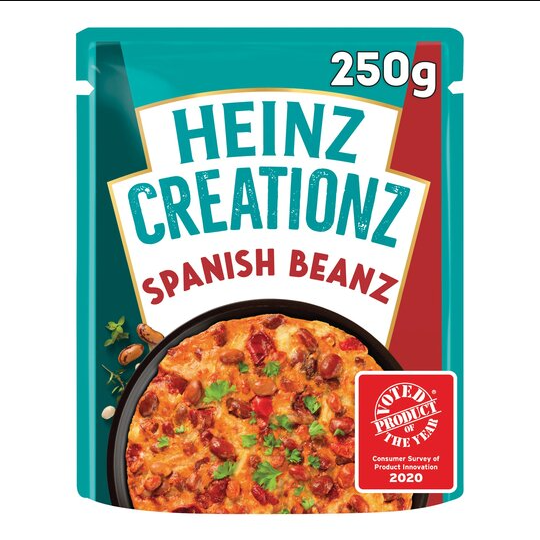 250g
HEINZ
CREATIONZ
SPANISH BEANZ
VOTED
PRODUCT®
OF
THE YEAR
Consumer Survey of
Product Innovation
2020